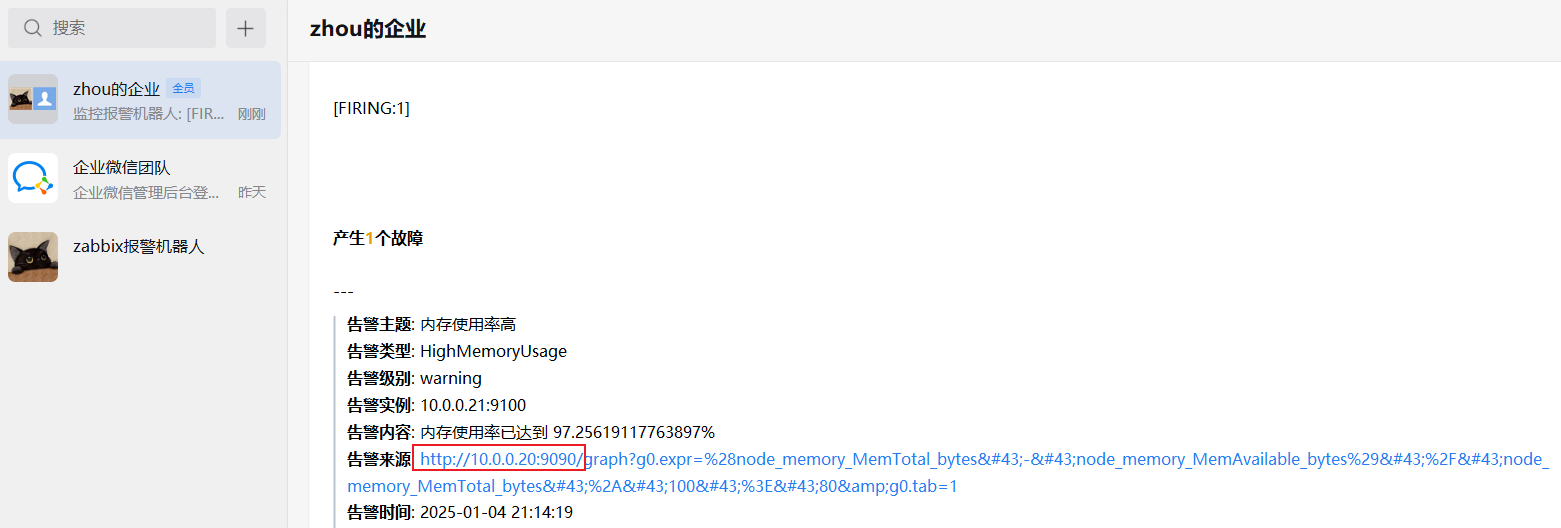 搜索
zhou的企业 全员
监控报警机器人: [FIR... 刚刚
企业微信团队
企业微信管理后台登... 昨天
zabbix报警机器人
zhou的企业
[FIRING:1]
产生1个故障
---
告警主题: 内存使用率高
告警类型: HighMemoryUsage
告警级别: warning
告警实例: 10.0.0.21:9100
告警内容: 内存使用率已达到 97.25619117763897%
告警来源 http://10.0.0.20:9090/graph?g0.expr=%28node_memory_MemTotal_bytes&#43;-&#43;node_memory_MemAvailable_bytes%29&#43;%2F&#43;node_
memory_MemTotal_bytes&#43;%2A&#43;100&#43;%3E&#43;80&amp;g0.tab=1
告警时间: 2025-01-04 21:14:19